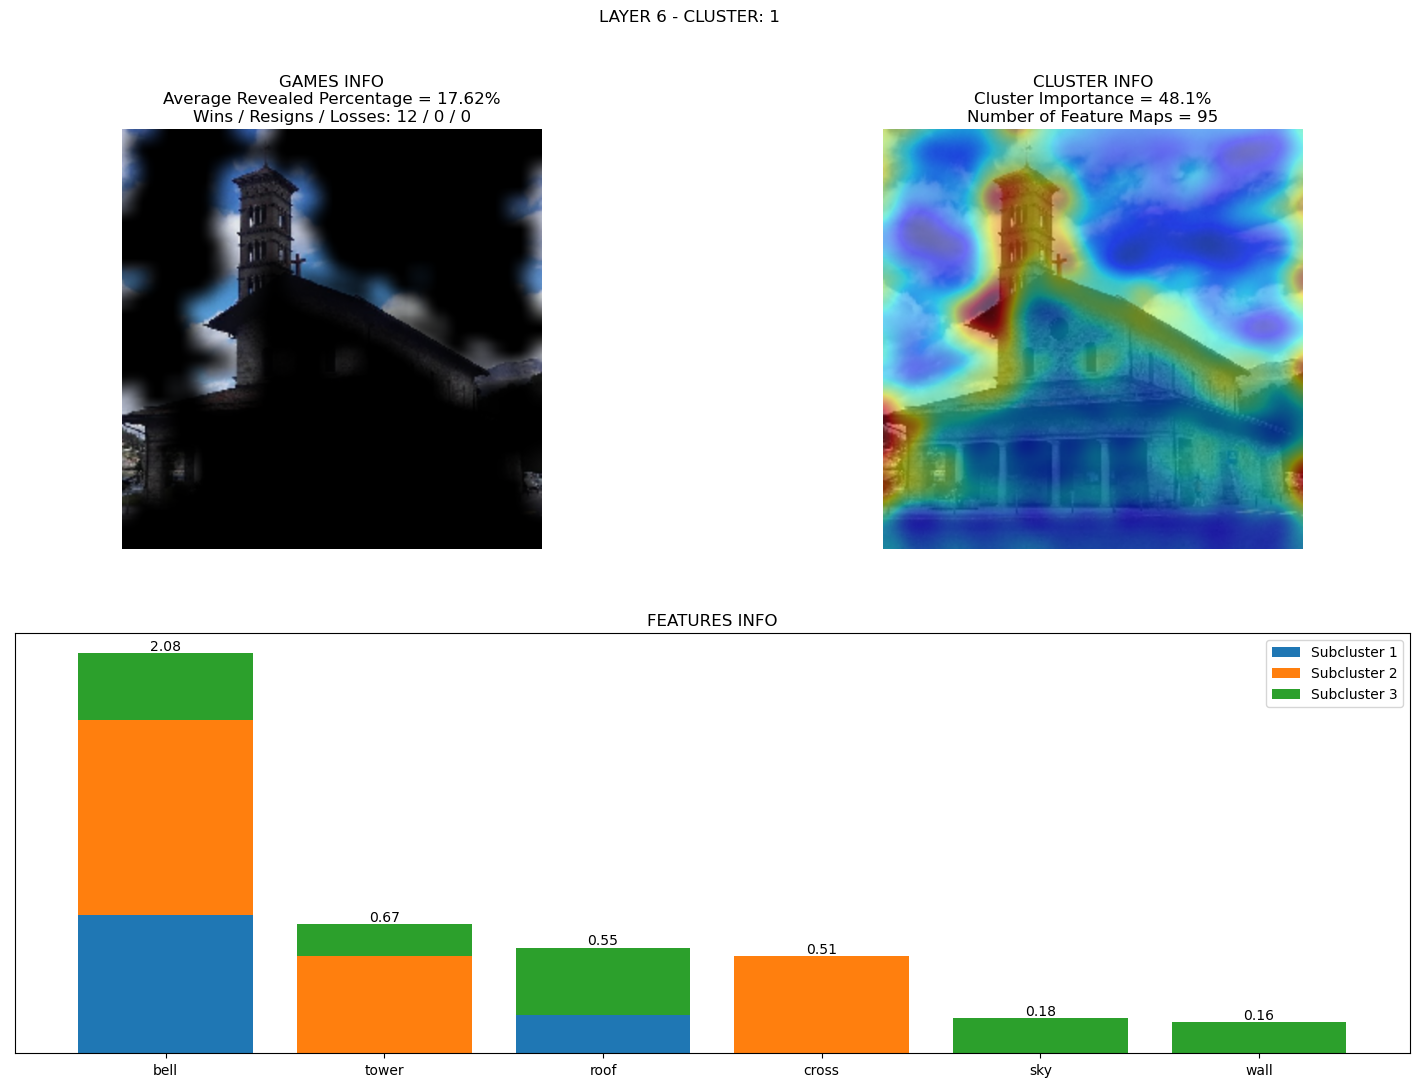 LAYER 6 - CLUSTER: 1
GAMES INFO
Average Revealed Percentage = 17.62%
Wins / Resigns / Losses: 12 / 0 / 0
CLUSTER INFO
Cluster Importance = 48.1%
Number of Feature Maps = 95
FEATURES INFO
Subcluster 1
Subcluster 2
Subcluster 3
2.08
0.67
0.55
0.51
0.18
0.16
bell
tower
roof
cross
sky
wall